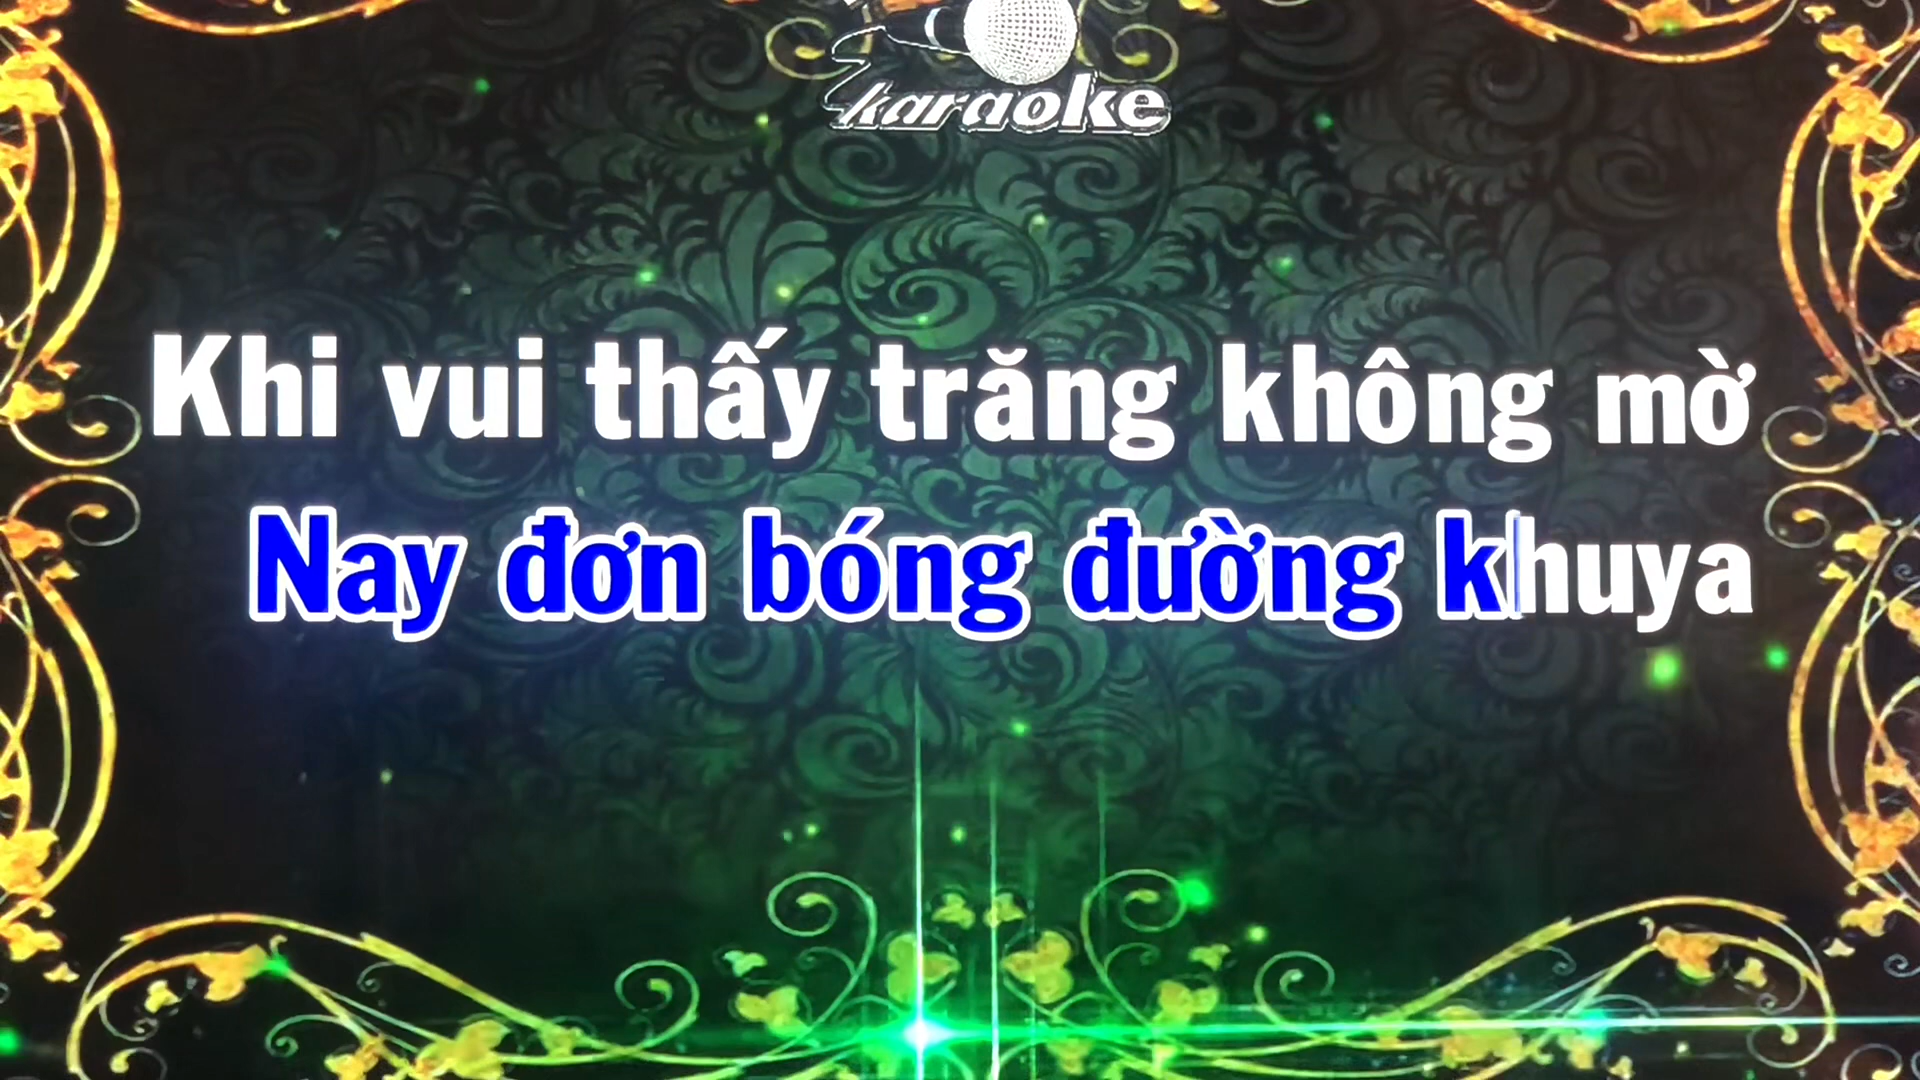 karaoke
Khi vui thấy trăng không mờ
Nay đơn bóng đường khuya